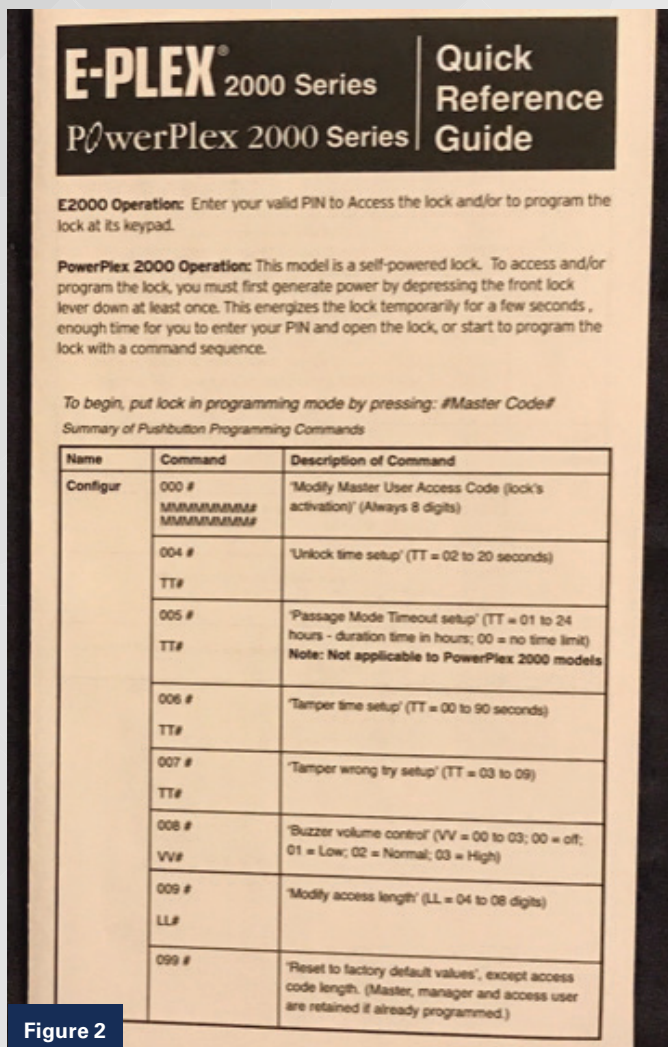 E-PLEX® 2000 Series
PowerPlex 2000 Series
Quick
Reference
Guide
E2000 Operation: Enter your valid PIN to Access the lock and/or to program the
lock at its keypad.
PowerPlex 2000 Operation: This model is a self-powered lock. To access and/or
program the lock, you must first generate power by depressing the front lock
lever down at least once. This energizes the lock temporarily for a few seconds ,
enough time for you to enter your PIN and open the lock, or start to program the
lock with a command sequence.
To begin, put lock in programming mode by pressing: #Master Code#
Summary of Pushbutton Programming Commands
Name Command Description of Command
Configur 000 # 'Modify Master User Access Code (lock's
MMMMMMMM# activation)' (Always 8 digits)
MMMMMMMM#
004 # 'Unlock time setup' (TT = 02 to 20 seconds)
TT#
005 # 'Passage Mode Timeout setup' (TT = 01 to 24
TT# hours - duration time in hours; 00 = no time limit)
Note: Not applicable to PowerPlex 2000 models
006 # 'Tamper time setup' (TT = 00 to 90 seconds)
TT#
007 # 'Tamper wrong try setup' (TT = 03 to 09)
TT#
008 # 'Buzzer volume control' (VV = 00 to 03; 00 = off;
VV# 01 = Low; 02 = Normal; 03 = High)
009 # 'Modify access length' (LL = 04 to 08 digits)
LL#
099 # 'Reset to factory default values', except access
code length. (Master, manager and access user
are retained if already programmed.)
Figure 2